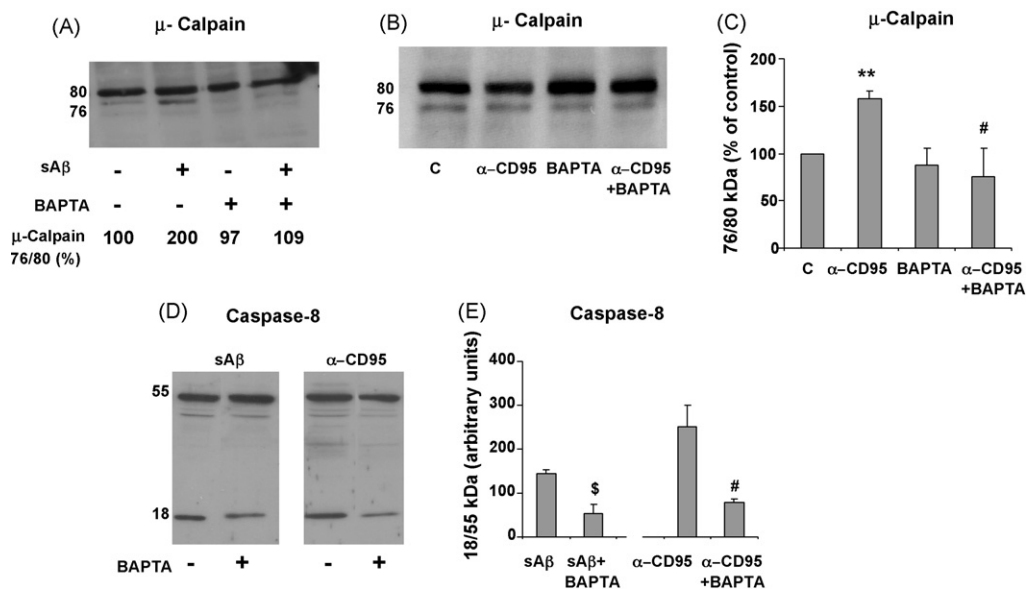 (A)
μ- Calpain
80
76
sAβ - + - +
BAPTA - - + +
μ-Calpain 100 200 97 109
76/80 (%)
(B)
μ- Calpain
80
76
C α-CD95 BAPTA α-CD95
+BAPTA
(C)
μ-Calpain
76/80 kDa (% of control)
200
150
100
50
0
**
#
C α-CD95 BAPTA α-CD95
+BAPTA
(D)
Caspase-8
sAβ α-CD95
55
18
BAPTA - + - +
(E)
Caspase-8
18/55 kDa (arbitrary units)
400
300
200
100
0
$
#
sAβ sAβ+ α-CD95 α-CD95
BAPTA +BAPTA